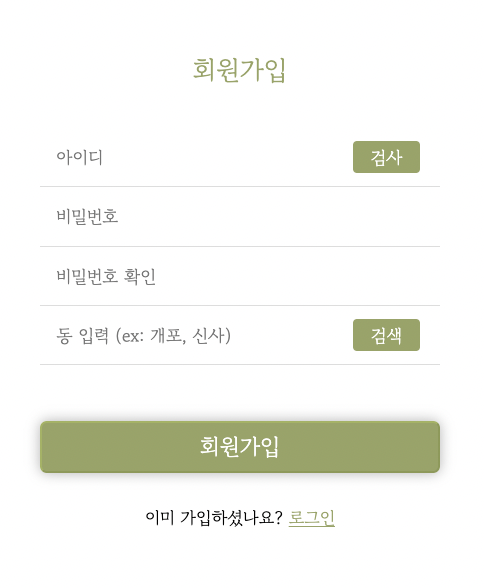 회원가입
아이디 검사
비밀번호
비밀번호 확인
동 입력 (ex: 개포, 신사) 검색
회원가입
이미 가입하셨나요? 로그인